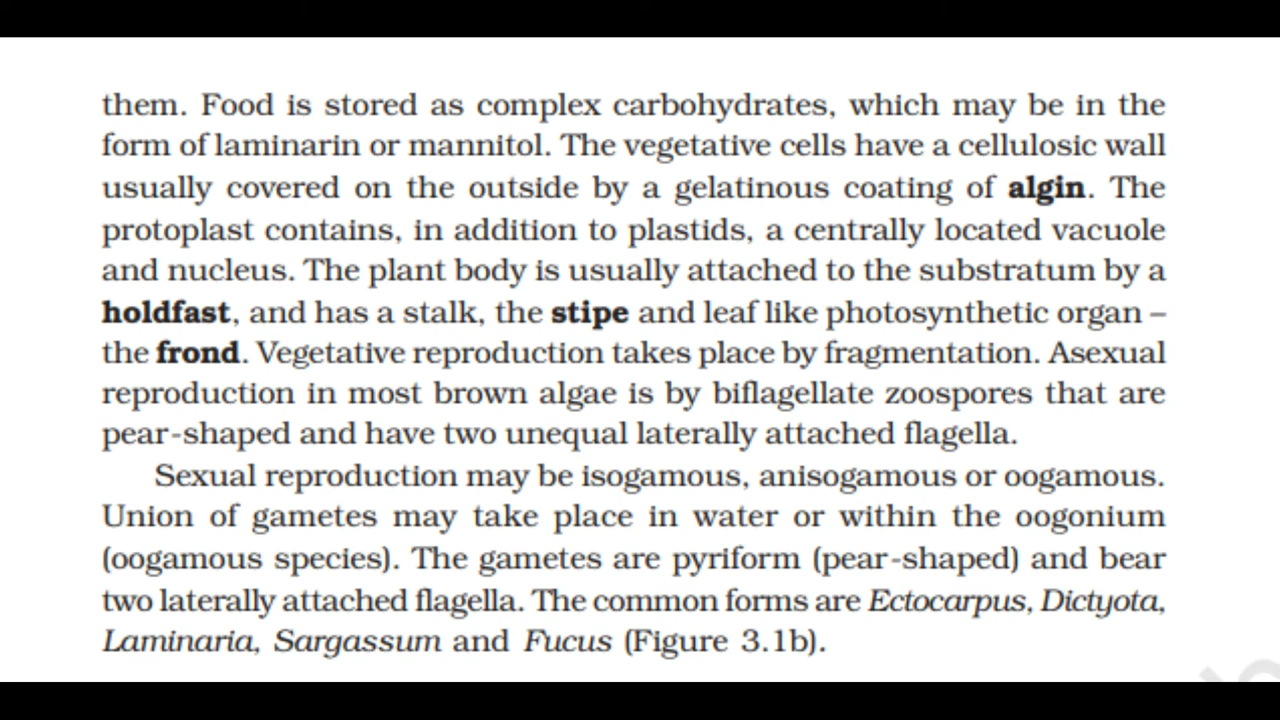 them. Food is stored as complex carbohydrates, which may be in the
form of laminarin or mannitol. The vegetative cells have a cellulosic wall
usually covered on the outside by a gelatinous coating of algin. The
protoplast contains, in addition to plastids, a centrally located vacuole
and nucleus. The plant body is usually attached to the substratum by a
holdfast, and has a stalk, the stipe and leaf like photosynthetic organ –
the frond. Vegetative reproduction takes place by fragmentation. Asexual
reproduction in most brown algae is by biflagellate zoospores that are
pear-shaped and have two unequal laterally attached flagella.
Sexual reproduction may be isogamous, anisogamous or oogamous.
Union of gametes may take place in water or within the oogonium
(oogamous species). The gametes are pyriform (pear-shaped) and bear
two laterally attached flagella. The common forms are Ectocarpus, Dictyota,
Laminaria, Sargassum and Fucus (Figure 3.1b).